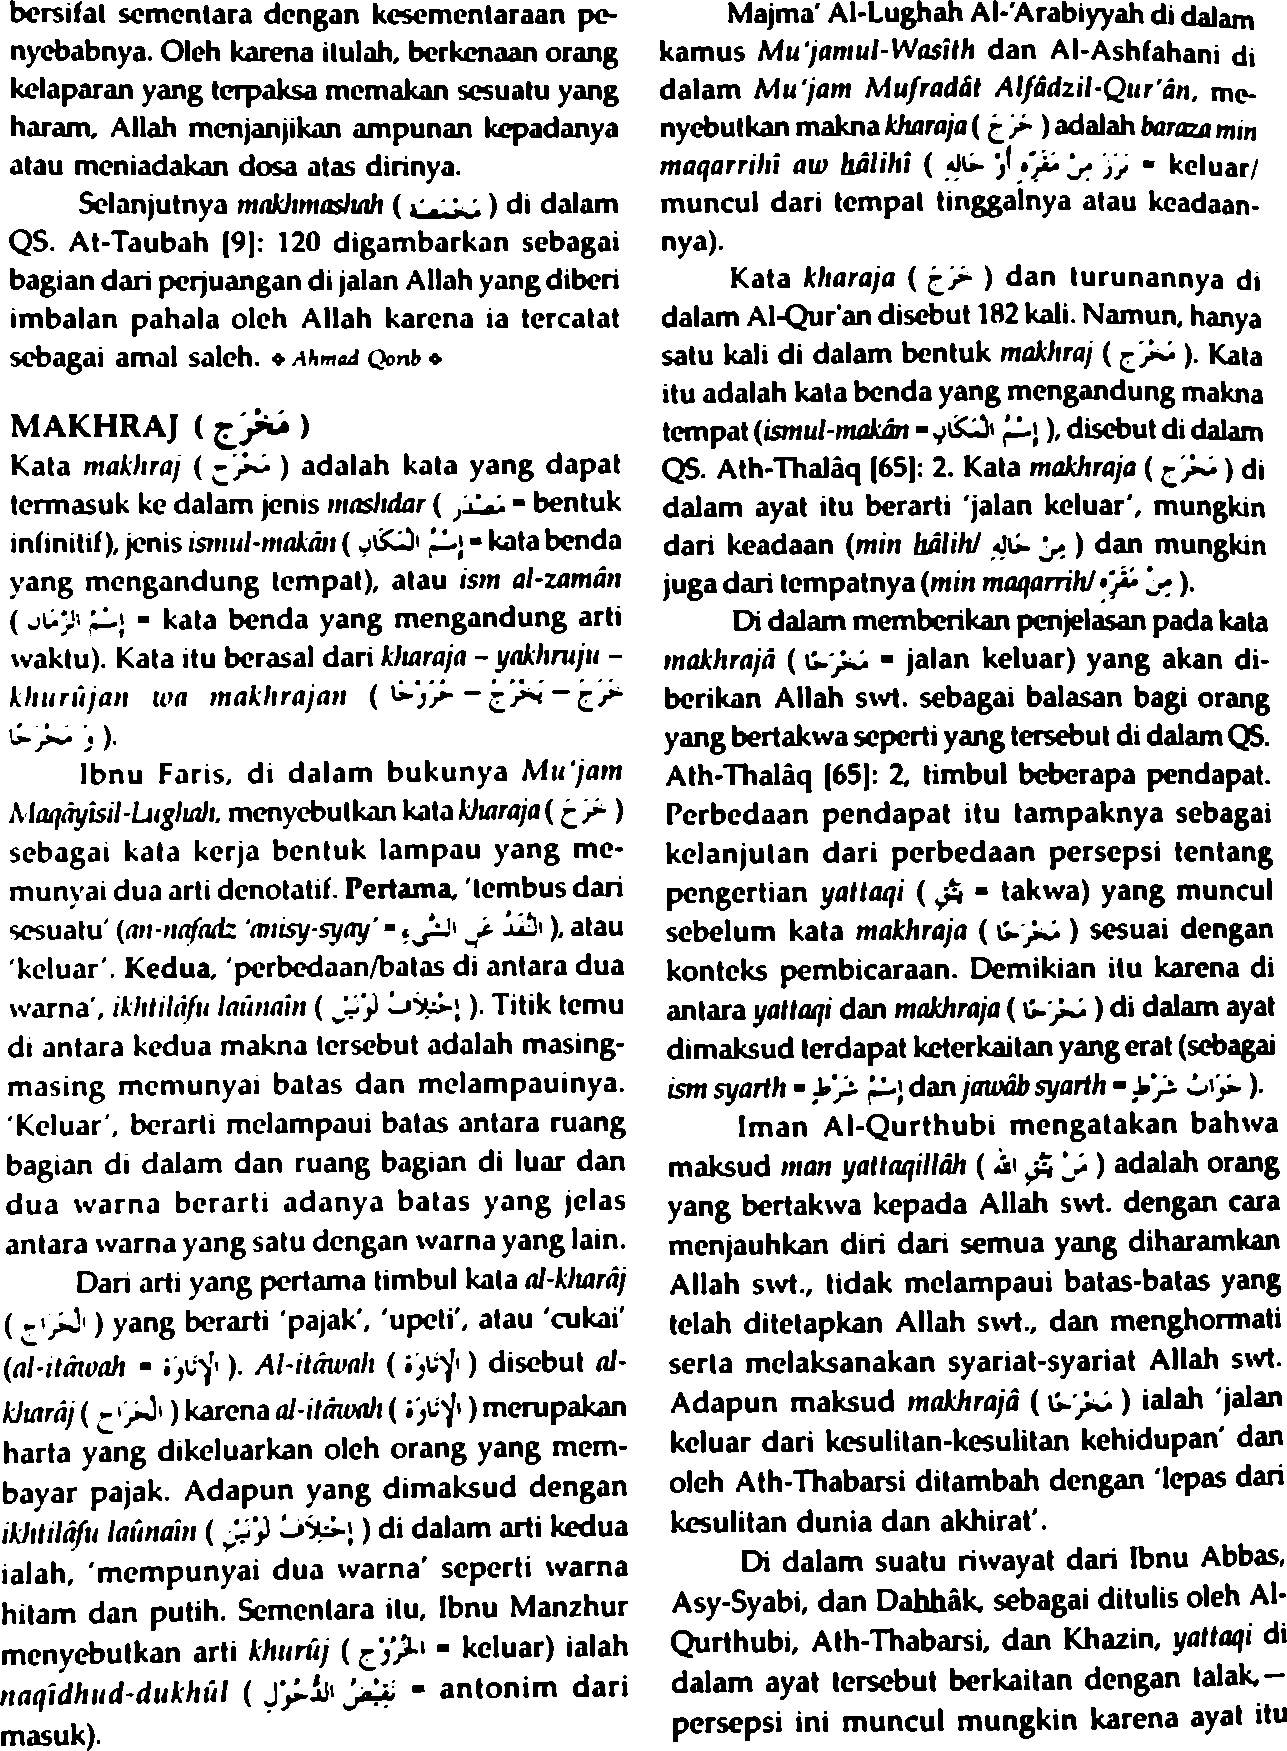 bersifat sementara dengan kesementaraan pe-
nyebabnya. Oleh karena itulah, berkenaan orang
kelaparan yang terpaksa memakan sesuatu yang
haram, Allah menjanjikan ampunan kepadanya
atau meniadakan dosa atas dirinya.
Selanjutnya makhmashah ( مَخْمَصَة ) di dalam
QS. At-Taubah [9]: 120 digambarkan sebagai
bagian dari perjuangan di jalan Allah yang diberi
imbalan pahala oleh Allah karena ia tercatat
sebagai amal saleh. ⋄ Ahmad Qorib ⋄
MAKHRAJ ( مَخْرَج )
Kata makhraj ( مَخْرَج ) adalah kata yang dapat
termasuk ke dalam jenis mashdar ( مَصْدَر = bentuk
infinitif), jenis ismul-makân ( إِسْمُ الْمَكَانِ = kata benda
yang mengandung tempat), atau ism al-zamân
( إِسْمُ الزَّمَانِ = kata benda yang mengandung arti
waktu). Kata itu berasal dari kharaja – yakhruju –
khurûjan wa makhrajan ( خَرَجَ – يَخْرُجُ – خُرُوْجًا
وَ مَخْرَجًا ).
Ibnu Faris, di dalam bukunya Mu'jam
Maqâyîsil-Lughah, menyebutkan kata kharaja ( خَرَجَ )
sebagai kata kerja bentuk lampau yang me-
munyai dua arti denotatif. Pertama, 'tembus dari
sesuatu' (an-nafadz 'anisy-syay' = النَّفَذُ عَنِ الشَّيْءِ ), atau
'keluar'. Kedua, 'perbedaan/batas di antara dua
warna', ikhtilâfu launain ( إِخْتِلاَفُ لَوْنَيْنِ ). Titik temu
di antara kedua makna tersebut adalah masing-
masing memunyai batas dan melampauinya.
'Keluar', berarti melampaui batas antara ruang
bagian di dalam dan ruang bagian di luar dan
dua warna berarti adanya batas yang jelas
antara warna yang satu dengan warna yang lain.
Dari arti yang pertama timbul kata al-kharâj
( الْخَرَاج ) yang berarti 'pajak', 'upeti', atau 'cukai'
(al-itâwah = الإِتَاوَة ). Al-itâwah ( الإِتَاوَة ) disebut al-
kharâj ( الْخَرَاج ) karena al-itâwah ( الإِتَاوَة ) merupakan
harta yang dikeluarkan oleh orang yang mem-
bayar pajak. Adapun yang dimaksud dengan
ikhtilâfu launain ( إِخْتِلاَفُ لَوْنَيْنِ ) di dalam arti kedua
ialah, 'mempunyai dua warna' seperti warna
hitam dan putih. Sementara itu, Ibnu Manzhur
menyebutkan arti khurûj ( الخُرُوْج = keluar) ialah
naqîdhud-dukhûl ( نَقِيْضُ الدُّخُوْلِ = antonim dari
masuk).
Majma' Al-Lughah Al-'Arabiyyah di dalam
kamus Mu'jamul-Wasîth dan Al-Ashfahani di
dalam Mu'jam Mufradât Alfâdzil-Qur'ân, me-
nyebutkan makna kharaja ( خَرَجَ ) adalah baraza min
maqarrihî aw hâlihî ( بَرَزَ مِنْ مَقَرِّهِ أَوْ حَالِهِ = keluar/
muncul dari tempat tinggalnya atau keadaan-
nya).
Kata kharaja ( خَرَجَ ) dan turunannya di
dalam Al-Qur'an disebut 182 kali. Namun, hanya
satu kali di dalam bentuk makhraj ( مَخْرَج ). Kata
itu adalah kata benda yang mengandung makna
tempat (ismul-makân = إِسْمُ الْمَكَانِ ), disebut di dalam
QS. Ath-Thalâq [65]: 2. Kata makhraja ( مَخْرَج ) di
dalam ayat itu berarti 'jalan keluar', mungkin
dari keadaan (min hâlih/ مِنْ حَالِهِ ) dan mungkin
juga dari tempatnya (min maqarrih/ مِنْ مَقَرِّهِ ).
Di dalam memberikan penjelasan pada kata
makhrajâ ( مَخْرَجًا = jalan keluar) yang akan di-
berikan Allah swt. sebagai balasan bagi orang
yang bertakwa seperti yang tersebut di dalam QS.
Ath-Thalâq [65]: 2, timbul beberapa pendapat.
Perbedaan pendapat itu tampaknya sebagai
kelanjutan dari perbedaan persepsi tentang
pengertian yattaqi ( يَتَّقِ = takwa) yang muncul
sebelum kata makhraja ( مَخْرَجًا ) sesuai dengan
konteks pembicaraan. Demikian itu karena di
antara yattaqi dan makhraja ( مَخْرَجًا ) di dalam ayat
dimaksud terdapat keterkaitan yang erat (sebagai
ism syarth = إِسْمُ شَرْطٍ dan jawâb syarth = جَوَابُ شَرْطٍ ).
Iman Al-Qurthubi mengatakan bahwa
maksud man yattaqillâh ( مَنْ يَتَّقِ اللهَ ) adalah orang
yang bertakwa kepada Allah swt. dengan cara
menjauhkan diri dari semua yang diharamkan
Allah swt., tidak melampaui batas-batas yang
telah ditetapkan Allah swt., dan menghormati
serta melaksanakan syariat-syariat Allah swt.
Adapun maksud makhrajâ ( مَخْرَجًا ) ialah 'jalan
keluar dari kesulitan-kesulitan kehidupan' dan
oleh Ath-Thabarsi ditambah dengan 'lepas dari
kesulitan dunia dan akhirat'.
Di dalam suatu riwayat dari Ibnu Abbas,
Asy-Syabi, dan Dahhâk, sebagai ditulis oleh Al-
Qurthubi, Ath-Thabarsi, dan Khazin, yattaqi di
dalam ayat tersebut berkaitan dengan talak,—
persepsi ini muncul mungkin karena ayat itu